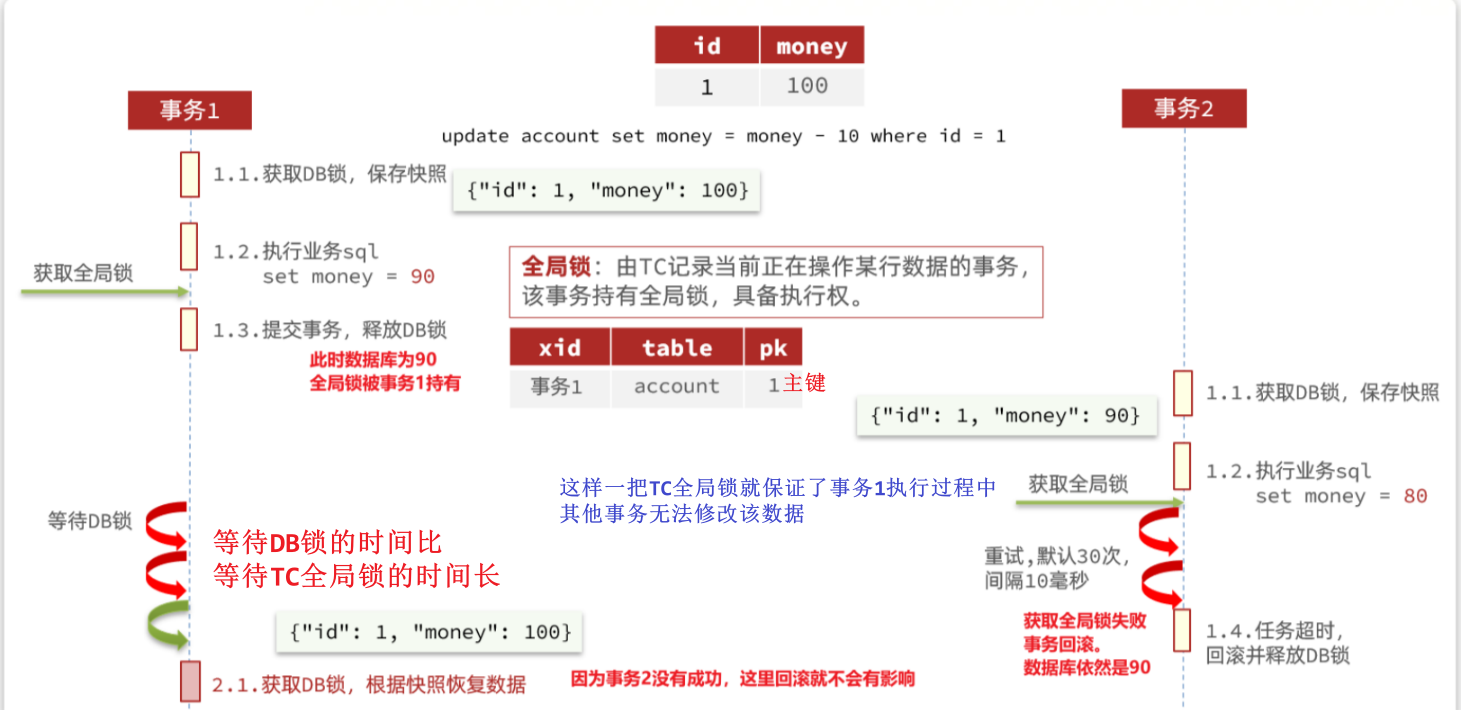 id money
1 100
事务1
事务2
update account set money = money - 10 where id = 1
1.1.获取DB锁，保存快照
{"id": 1, "money": 100}
1.2.执行业务sql
set money = 90
获取全局锁
全局锁：由TC记录当前正在操作某行数据的事务，
该事务持有全局锁，具备执行权。
1.3.提交事务，释放DB锁
此时数据库为90
全局锁被事务1持有
xid table pk
事务1 account 1主键
1.1.获取DB锁，保存快照
{"id": 1, "money": 90}
1.2.执行业务sql
set money = 80
获取全局锁
这样一把TC全局锁就保证了事务1执行过程中
其他事务无法修改该数据
等待DB锁
等待DB锁的时间比
等待TC全局锁的时间长
重试,默认30次，
间隔10毫秒
获取全局锁失败
事务回滚。
数据库依然是90
1.4.任务超时，
回滚并释放DB锁
{"id": 1, "money": 100}
2.1.获取DB锁，根据快照恢复数据
因为事务2没有成功，这里回滚就不会有影响